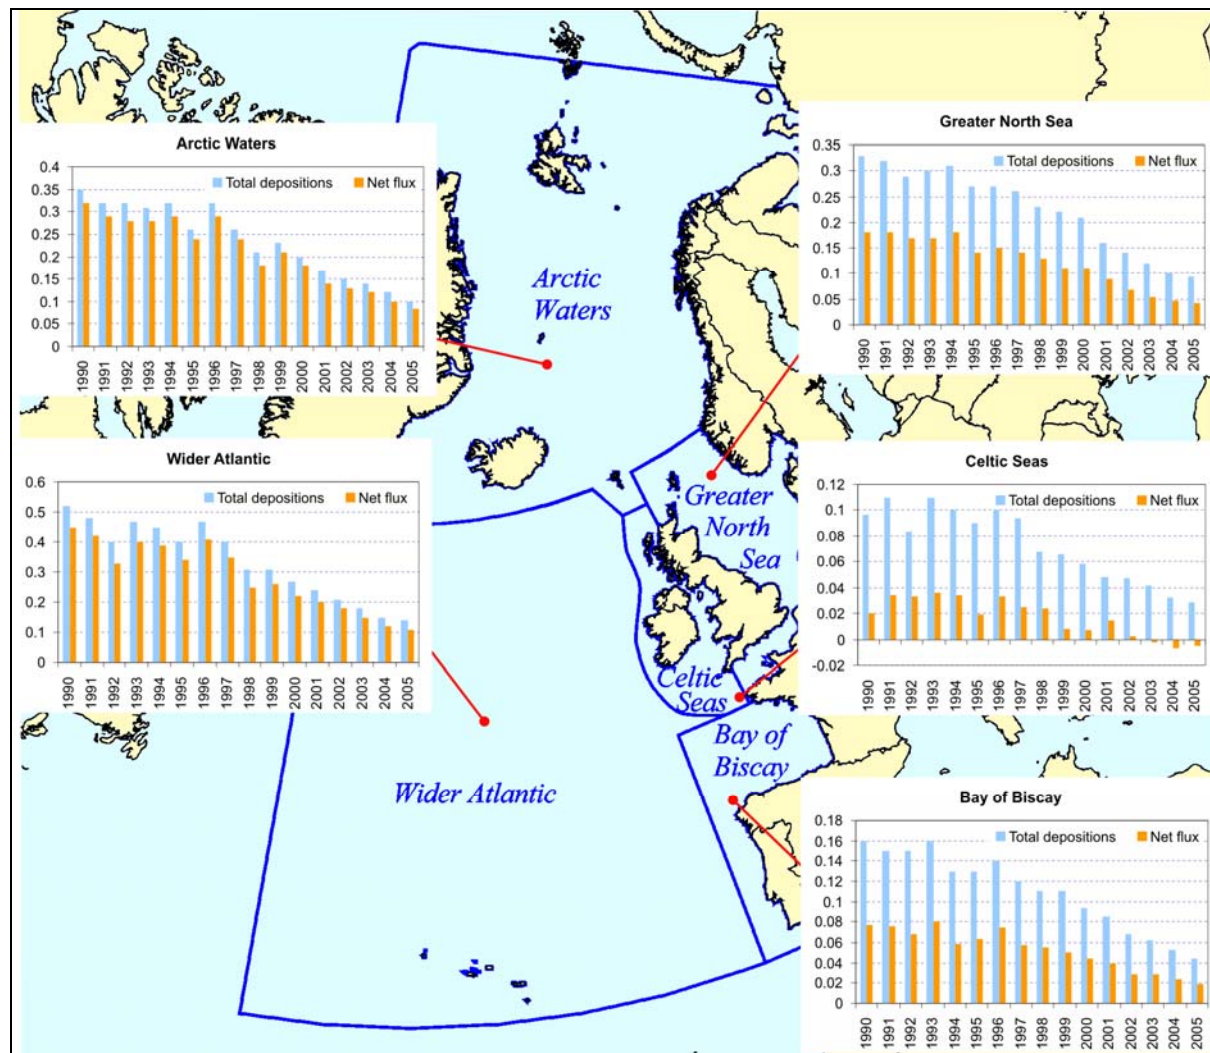 Arctic Waters
0.4
Total depositions Net flux
0.35
0.3
0.25
0.2
0.15
0.1
0.05
0
1990 1991 1992 1993 1994 1995 1996 1997 1998 1999 2000 2001 2002 2003 2004 2005
Greater North Sea
0.35
Total depositions Net flux
0.3
0.25
0.2
0.15
0.1
0.05
0
1990 1991 1992 1993 1994 1995 1996 1997 1998 1999 2000 2001 2002 2003 2004 2005
Arctic
Waters
Wider Atlantic
0.6
Total depositions Net flux
0.5
0.4
0.3
0.2
0.1
0
1990 1991 1992 1993 1994 1995 1996 1997 1998 1999 2000 2001 2002 2003 2004 2005
Greater
North
Sea
Celtic Seas
0.12
Total depositions Net flux
0.1
0.08
0.06
0.04
0.02
0
-0.02
1990 1991 1992 1993 1994 1995 1996 1997 1998 1999 2000 2001 2002 2003 2004 2005
Celtic
Seas
Bay of
Biscay
Wider Atlantic
Bay of Biscay
0.18
Total depositions Net flux
0.16
0.14
0.12
0.1
0.08
0.06
0.04
0.02
0
1990 1991 1992 1993 1994 1995 1996 1997 1998 1999 2000 2001 2002 2003 2004 2005